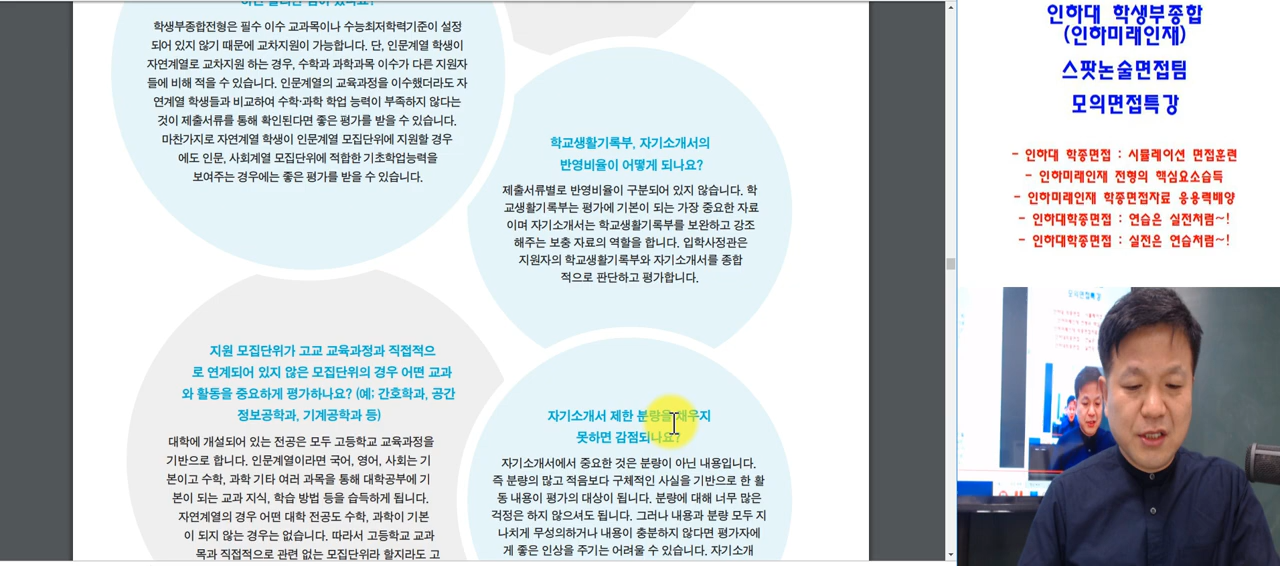 학생부종합전형은 필수 이수 교과목이나 수능최저학력기준이 설정
되어 있지 않기 때문에 교차지원이 가능합니다. 단, 인문계열 학생이
자연계열로 교차지원 하는 경우, 수학과 과학과목 이수가 다른 지원자
들에 비해 적을 수 있습니다. 인문계열의 교육과정을 이수했더라도 자
연계열 학생들과 비교하여 수학·과학 학업 능력이 부족하지 않다는
것이 제출서류를 통해 확인된다면 좋은 평가를 받을 수 있습니다.
마찬가지로 자연계열 학생이 인문계열 모집단위에 지원할 경우
에도 인문, 사회계열 모집단위에 적합한 기초학업능력을
보여주는 경우에는 좋은 평가를 받을 수 있습니다.
학교생활기록부, 자기소개서의
반영비율이 어떻게 되나요?
제출서류별로 반영비율이 구분되어 있지 않습니다. 학
교생활기록부는 평가에 기본이 되는 가장 중요한 자료
이며 자기소개서는 학교생활기록부를 보완하고 강조
해주는 보충 자료의 역할을 합니다. 입학사정관은
지원자의 학교생활기록부와 자기소개서를 종합
적으로 판단하고 평가합니다.
지원 모집단위가 고교 교육과정과 직접적으
로 연계되어 있지 않은 모집단위의 경우 어떤 교과
와 활동을 중요하게 평가하나요? (예; 간호학과, 공간
정보공학과, 기계공학과 등)
대학에 개설되어 있는 전공은 모두 고등학교 교육과정을
기반으로 합니다. 인문계열이라면 국어, 영어, 사회는 기
본이고 수학, 과학 기타 여러 과목을 통해 대학공부에 기
본이 되는 교과 지식, 학습 방법 등을 습득하게 됩니다.
자연계열의 경우 어떤 대학 전공도 수학, 과학이 기본
이 되지 않는 경우는 없습니다. 따라서 고등학교 교과
목과 직접적으로 관련 없는 모집단위라 할지라도 고
자기소개서 제한 분량을 채우지
못하면 감점되나요?
자기소개서에서 중요한 것은 분량이 아닌 내용입니다.
즉 분량의 많고 적음보다 구체적인 사실을 기반으로 한 활
동 내용이 평가의 대상이 됩니다. 분량에 대해 너무 많은
걱정은 하지 않으셔도 됩니다. 그러나 내용과 분량 모두 지
나치게 무성의하거나 내용이 충분하지 않다면 평가자에
게 좋은 인상을 주기는 어려울 수 있습니다. 자기소개
인하대 학생부종합
(인하미래인재)
스팟논술면접팀
모의면접특강
- 인하대 학종면접 : 시뮬레이션 면접훈련
- 인하미래인재 전형의 핵심요소습득
- 인하미래인재 학종면접자료 응용력배양
- 인하대학종면접 : 연습은 실전처럼~!
- 인하대학종면접 : 실전은 연습처럼~!
모의면접특강